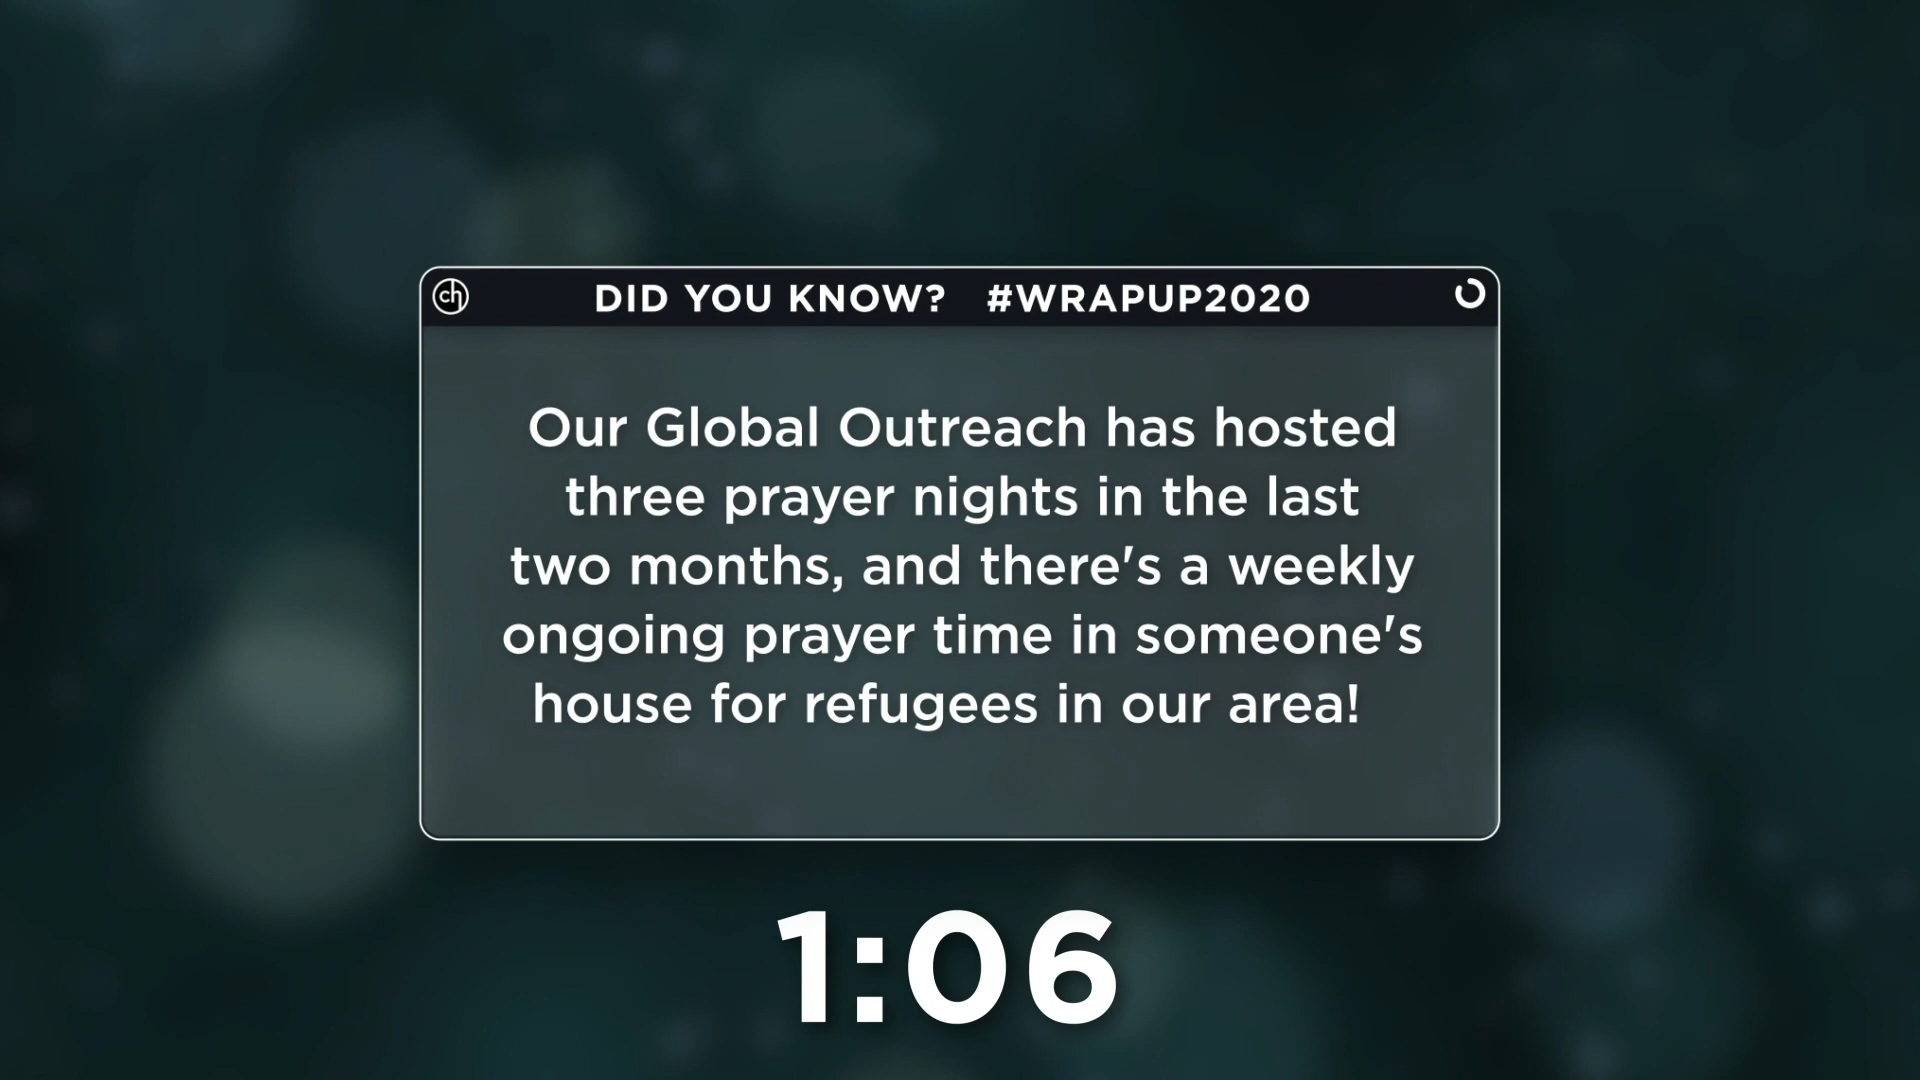 ch DID YOU KNOW? #WRAPUP2020
Our Global Outreach has hosted
three prayer nights in the last
two months, and there's a weekly
ongoing prayer time in someone's
house for refugees in our area!
1:06